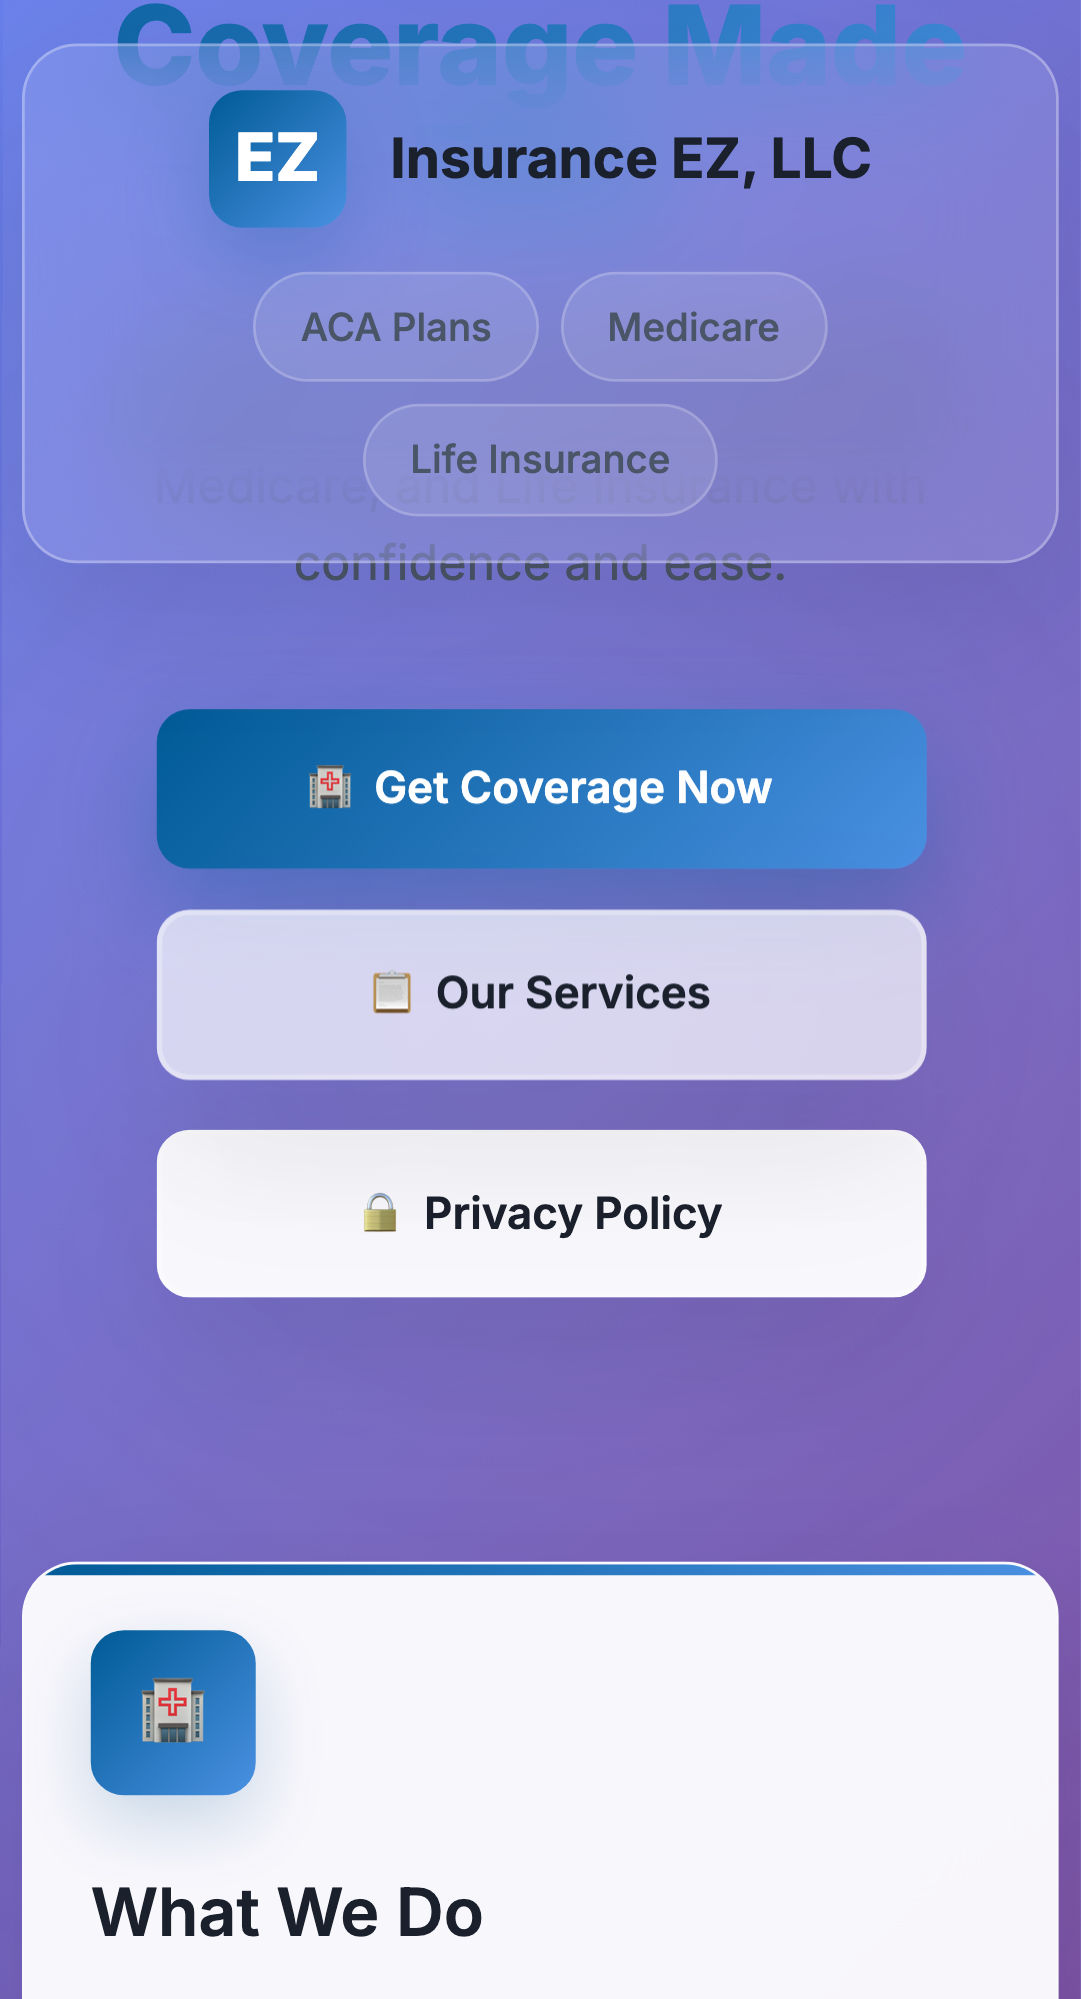 Coverage Made
EZ
Insurance EZ, LLC
ACA Plans
Medicare
Life Insurance
Medicare, and Life Insurance with
confidence and ease.
Get Coverage Now
Our Services
Privacy Policy
What We Do